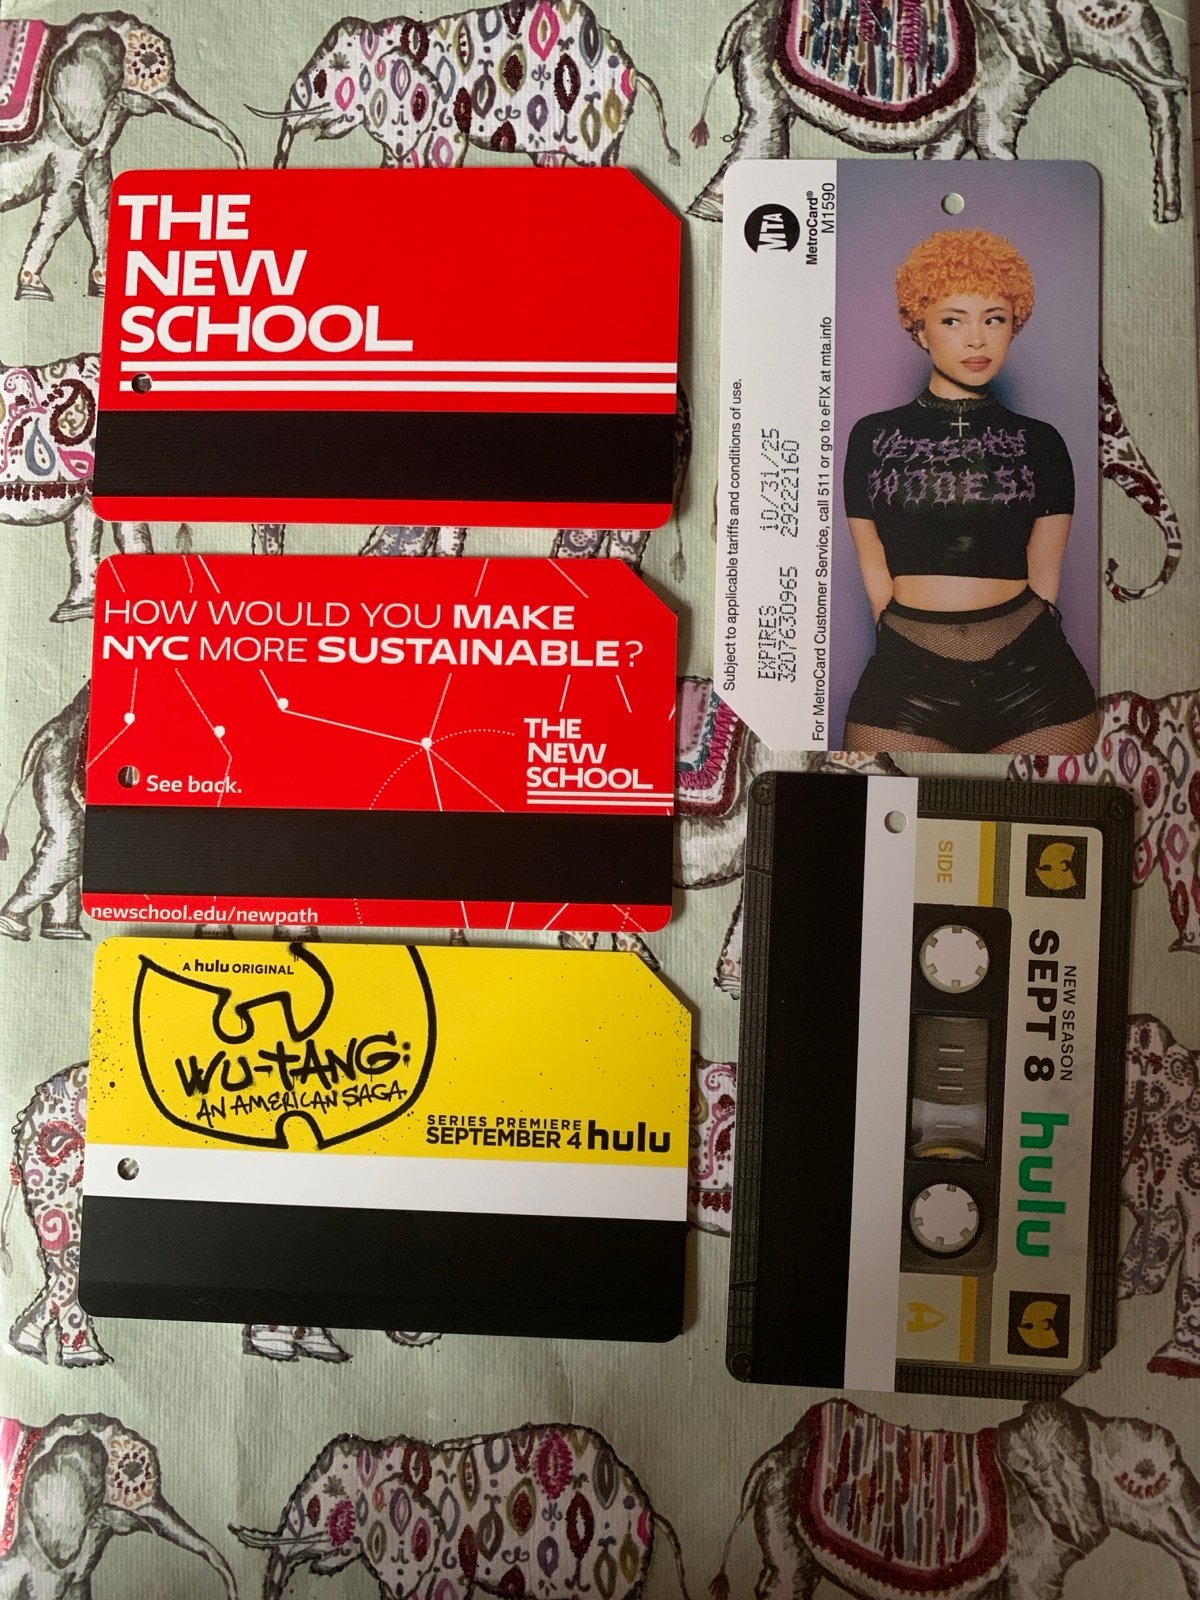 THE
NEW
SCHOOL
HOW WOULD YOU MAKE
NYC MORE SUSTAINABLE?
THE
NEW
SCHOOL
See back.
newschool.edu/newpath
A hulu ORIGINAL
WU-TANG:
AN AMERICAN SAGA
SERIES PREMIERE
SEPTEMBER 4 hulu
MTA
MetroCard®
M1590
Subject to applicable tariffs and conditions of use.
EXPIRES 10/31/25
3207630965 29222160
For MetroCard Customer Service, call 511 or go to eFIX at mta.info
VERSACE
GODDESS
NEW SEASON
SEPT 8 hulu
SIDE A